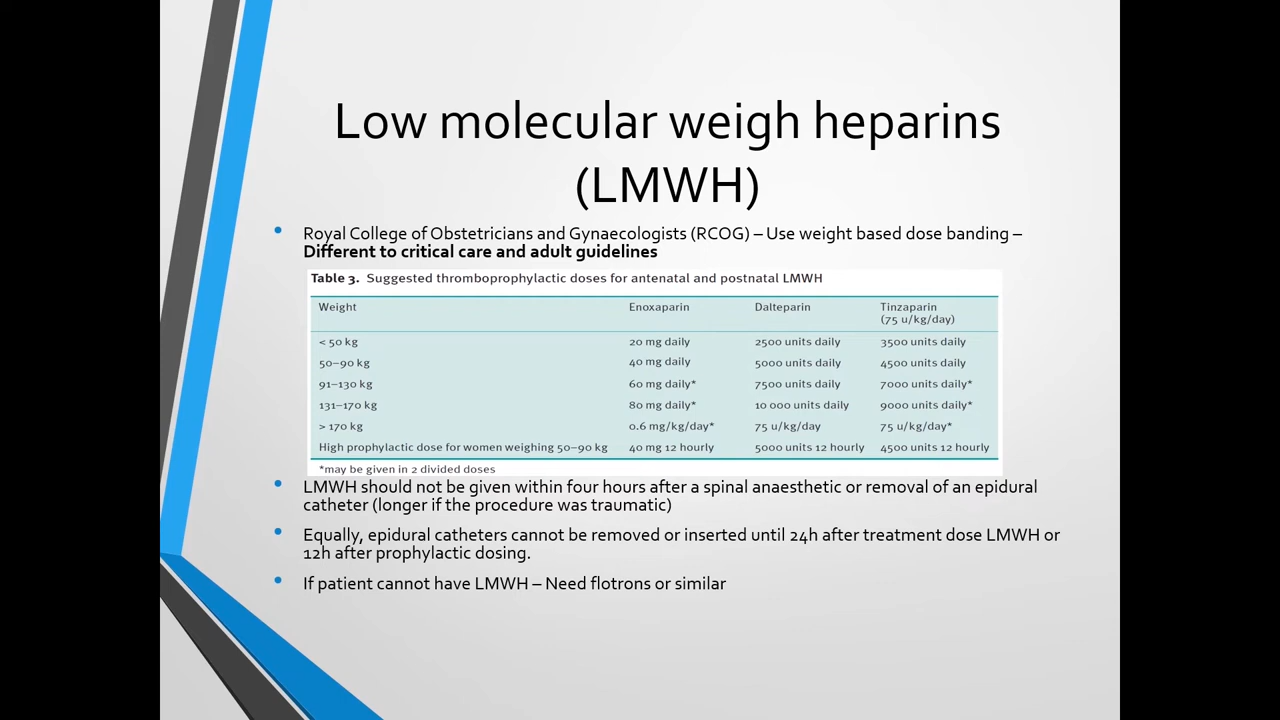 Low molecular weigh heparins
(LMWH)
• Royal College of Obstetricians and Gynaecologists (RCOG) – Use weight based dose banding –
Different to critical care and adult guidelines
Table 3. Suggested thromboprophylactic doses for antenatal and postnatal LMWH
Weight Enoxaparin Dalteparin Tinzaparin
(75 u/kg/day)
< 50 kg 20 mg daily 2500 units daily 3500 units daily
50–90 kg 40 mg daily 5000 units daily 4500 units daily
91–130 kg 60 mg daily* 7500 units daily 7000 units daily*
131–170 kg 80 mg daily* 10 000 units daily 9000 units daily*
> 170 kg 0.6 mg/kg/day* 75 u/kg/day 75 u/kg/day*
High prophylactic dose for women weighing 50–90 kg 40 mg 12 hourly 5000 units 12 hourly 4500 units 12 hourly
*may be given in 2 divided doses
• LMWH should not be given within four hours after a spinal anaesthetic or removal of an epidural
catheter (longer if the procedure was traumatic)
• Equally, epidural catheters cannot be removed or inserted until 24h after treatment dose LMWH or
12h after prophylactic dosing.
• If patient cannot have LMWH – Need flotrons or similar